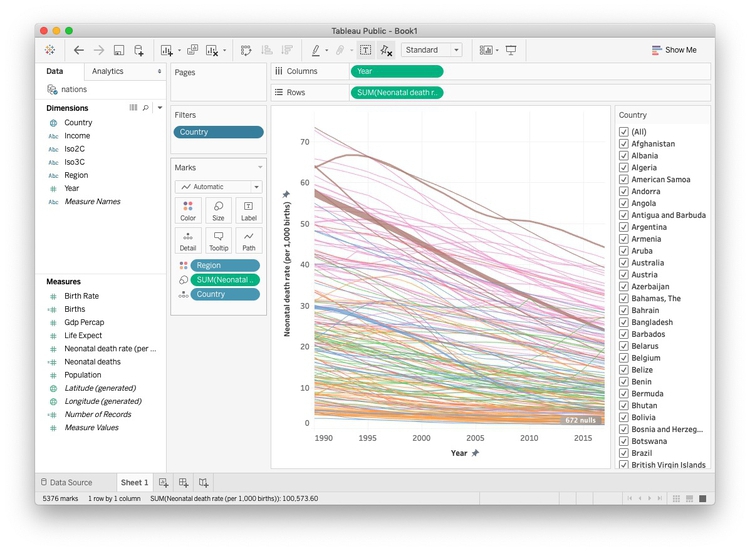 Tableau Public - Book1
Standard
Show Me
Data
Analytics
nations
Dimensions
Country
Abc Income
Abc Iso2C
Abc Iso3C
Abc Region
Year
Abc Measure Names
Measures
Birth Rate
Births
Gdp Percap
Life Expect
Neonatal death rate (per ...
Neonatal deaths
Population
Latitude (generated)
Longitude (generated)
Number of Records
Measure Values
Pages
Filters
Country
Marks
Automatic
Color
Size
Label
Detail
Tooltip
Path
Region
SUM(Neonatal ..
Country
Columns
Year
Rows
SUM(Neonatal death r..
Neonatal death rate (per 1,000 births)
70
60
50
40
30
20
10
0
672 nulls
1990
1995
2000
2005
2010
2015
Year
Country
(All)
Afghanistan
Albania
Algeria
American Samoa
Andorra
Angola
Antigua and Barbuda
Argentina
Armenia
Aruba
Australia
Austria
Azerbaijan
Bahamas, The
Bahrain
Bangladesh
Barbados
Belarus
Belgium
Belize
Benin
Bermuda
Bhutan
Bolivia
Bosnia and Herzeg...
Botswana
Brazil
British Virgin Islands
Data Source
Sheet 1
5376 marks
1 row by 1 column
SUM(Neonatal death rate (per 1,000 births)): 100,573.60